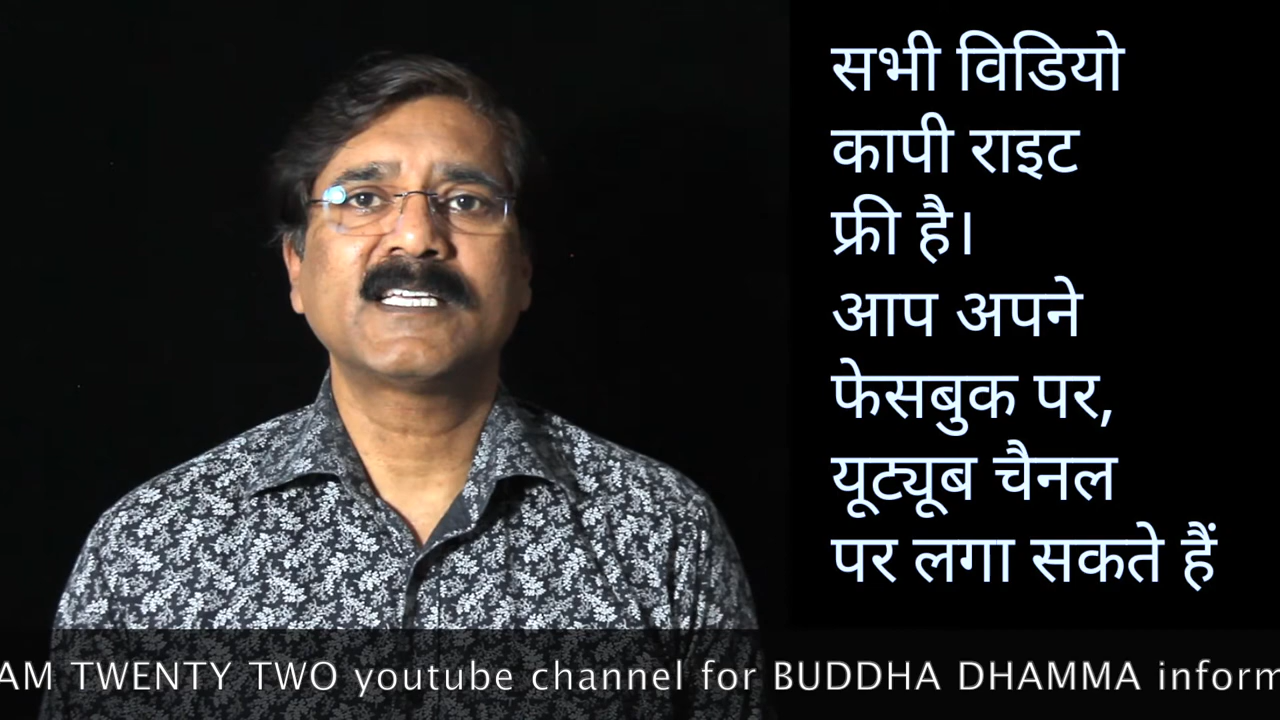 सभी विडियो
कापी राइट
फ्री है।
आप अपने
फेसबुक पर,
यूट्यूब चैनल
पर लगा सकते हैं
AM TWENTY TWO youtube channel for BUDDHA DHAMMA inform